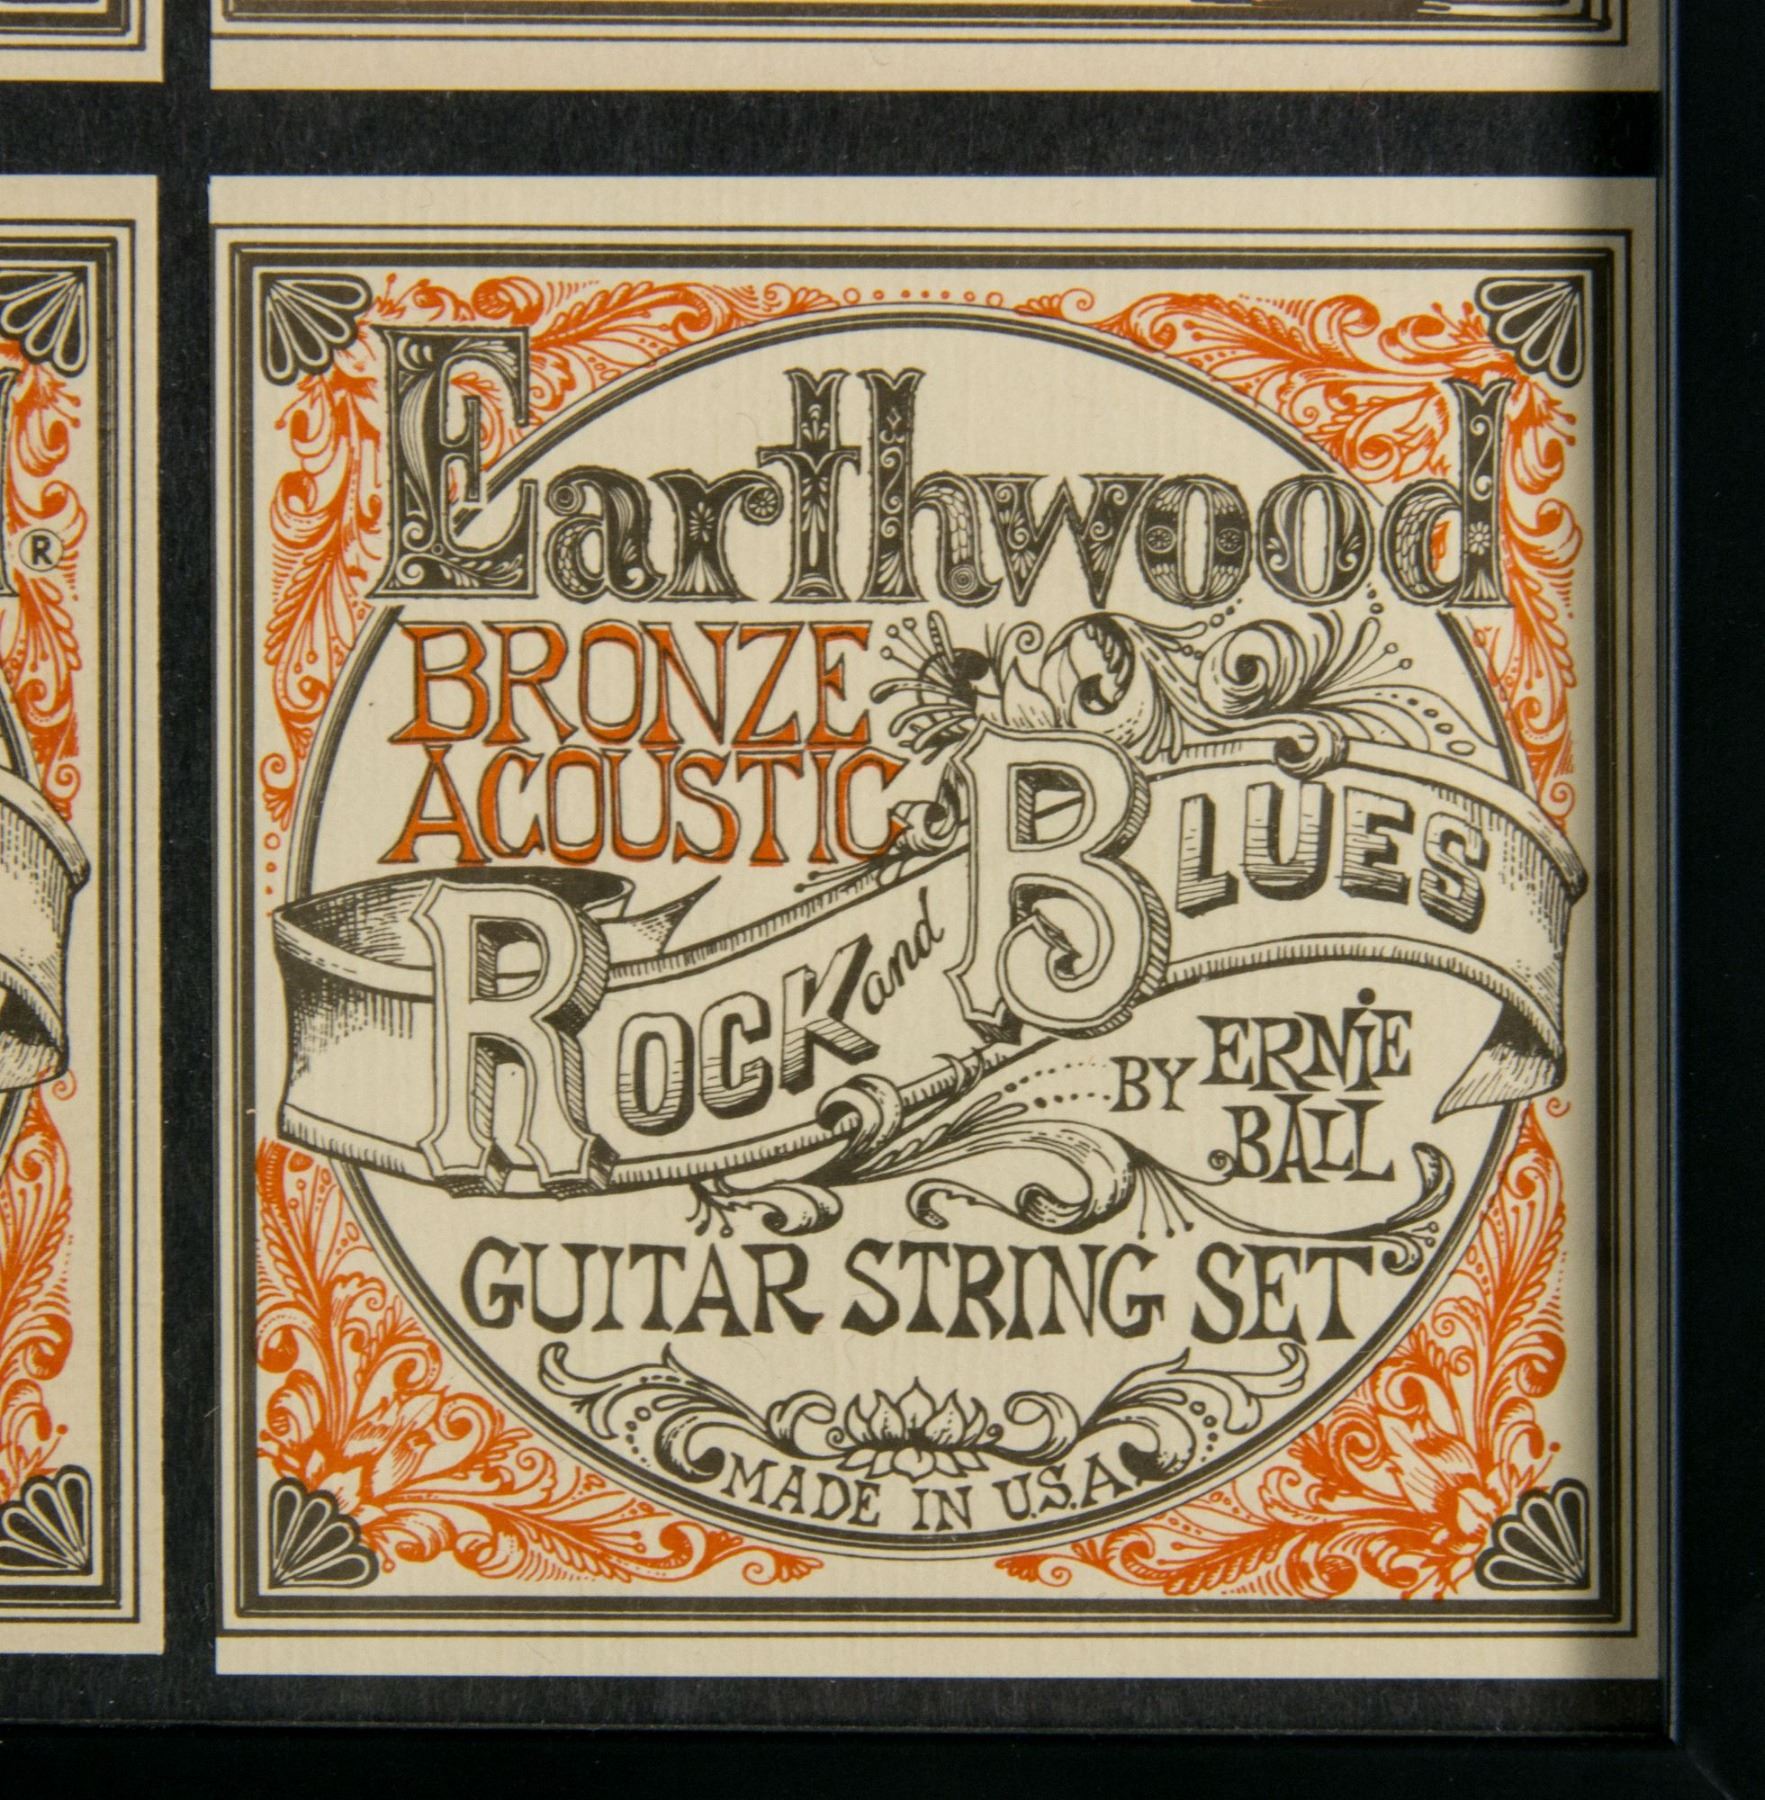 Earthwood
BRONZE
ACOUSTIC
ROCK and BLUES
BY ERNiE
BALL
GUITAR STRING SET
MADE IN U.S.A.
®